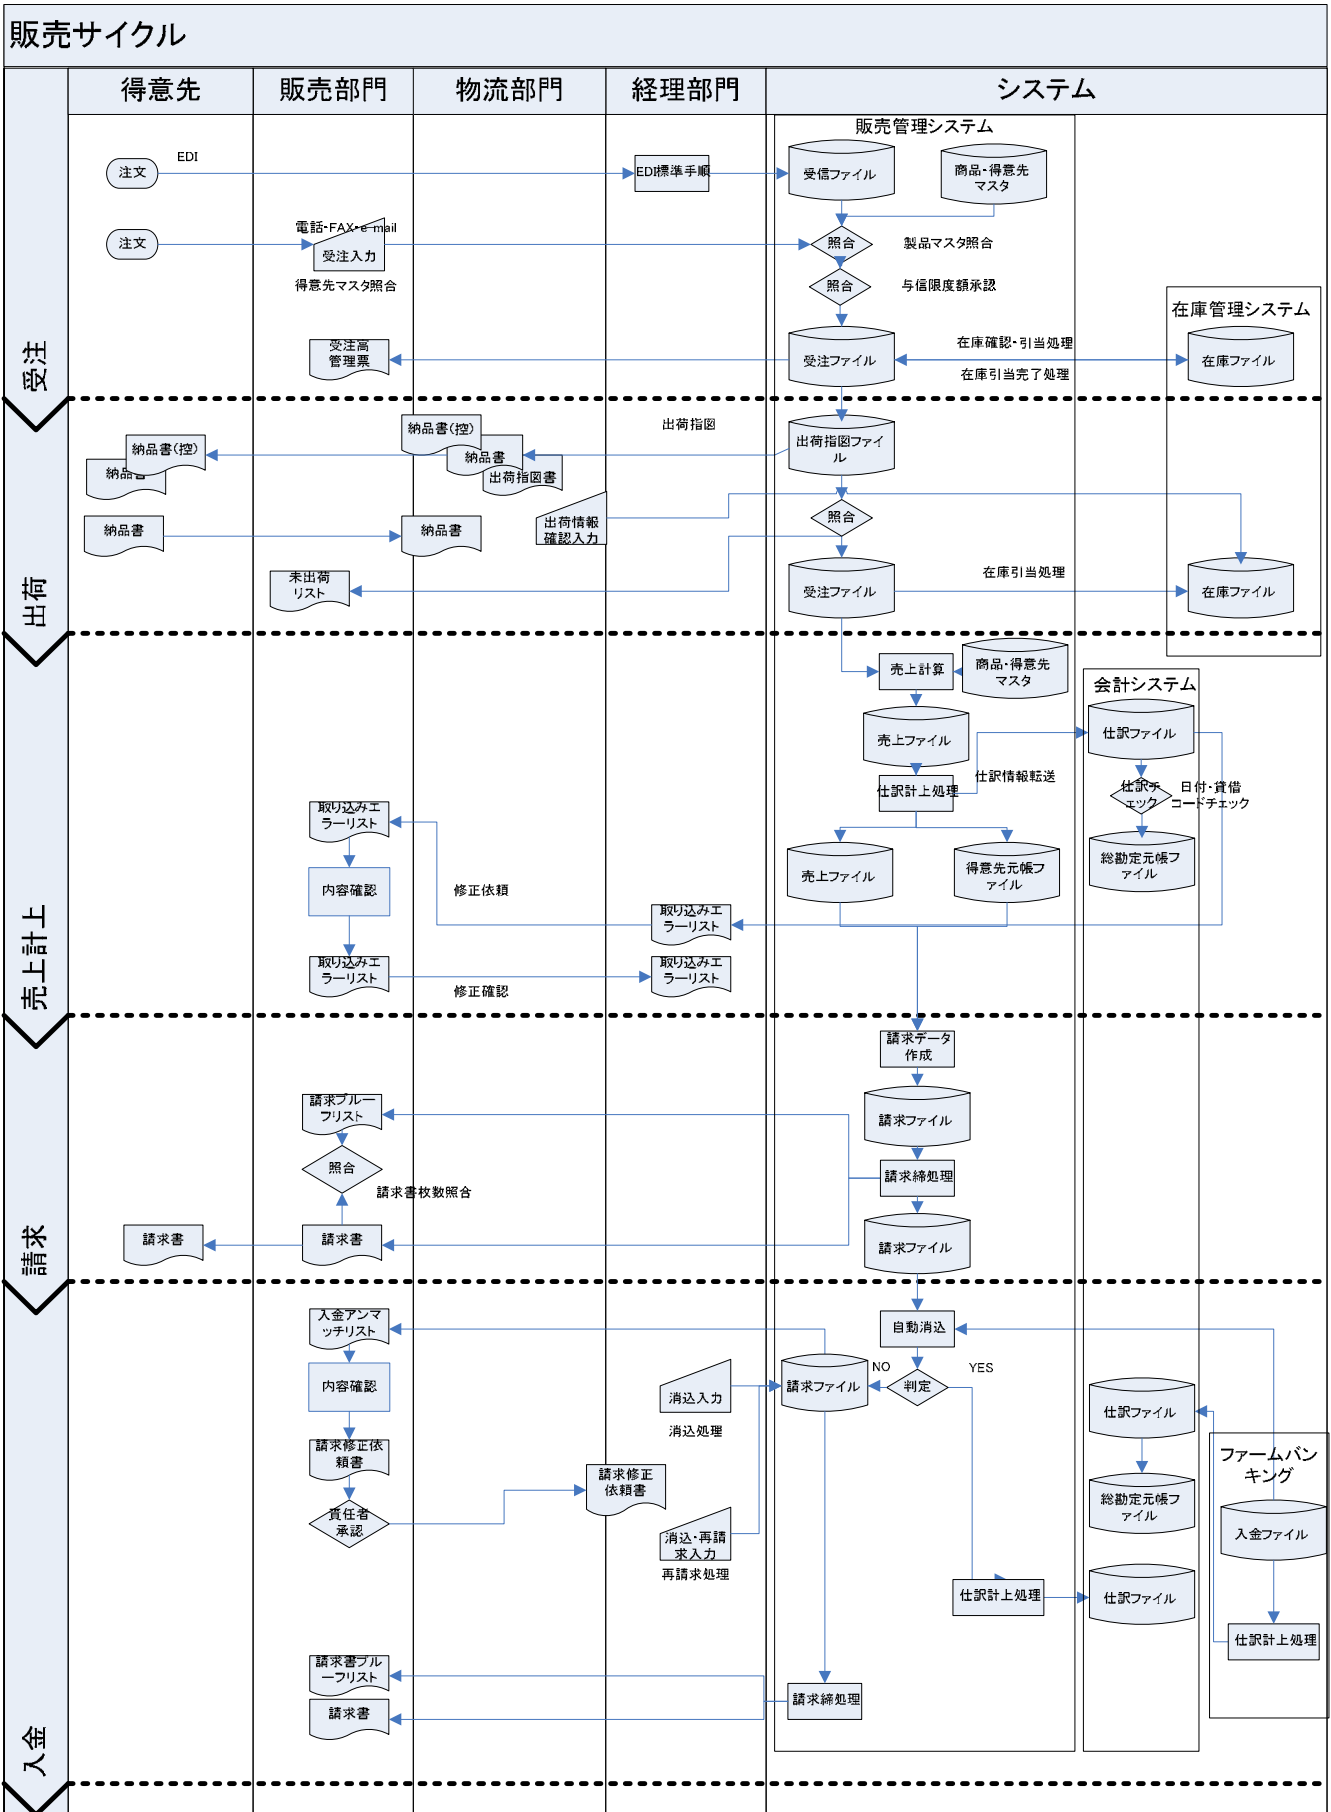 販売サイクル
得意先
販売部門
物流部門
経理部門
システム
受注
販売管理システム
EDI
注文
EDI標準手順
受信ファイル
商品・得意先
マスタ
電話・FAX・e-mail
注文
受注入力
照合
製品マスタ照合
得意先マスタ照合
照合
与信限度額承認
在庫管理システム
受注高
管理票
受注ファイル
在庫確認・引当処理
在庫引当完了処理
在庫ファイル
出荷
納品書(控)
納品書
納品書(控)
納品書
出荷指図書
出荷指図
出荷指図ファイ
ル
納品書
納品書
出荷情報
確認入力
照合
未出荷
リスト
受注ファイル
在庫引当処理
在庫ファイル
売上計上
売上計算
商品・得意先
マスタ
会計システム
売上ファイル
仕訳ファイル
仕訳計上処理
仕訳情報転送
仕訳チ
ェック
日付・貸借
コードチェック
取り込みエ
ラーリスト
売上ファイル
得意先元帳フ
ァイル
総勘定元帳フ
ァイル
内容確認
修正依頼
取り込みエ
ラーリスト
取り込みエ
ラーリスト
修正確認
取り込みエ
ラーリスト
請求
請求データ
作成
請求プルー
フリスト
請求ファイル
照合
請求締処理
請求書枚数照合
請求書
請求書
請求ファイル
入金
入金アンマ
ッチリスト
自動消込
内容確認
消込入力
消込処理
請求ファイル
NO
判定
YES
仕訳ファイル
請求修正依
頼書
ファームバン
キング
請求修正
依頼書
総勘定元帳フ
ァイル
責任者
承認
消込・再請
求入力
再請求処理
入金ファイル
仕訳計上処理
仕訳ファイル
仕訳計上処理
請求書プル
ーフリスト
請求書
請求締処理